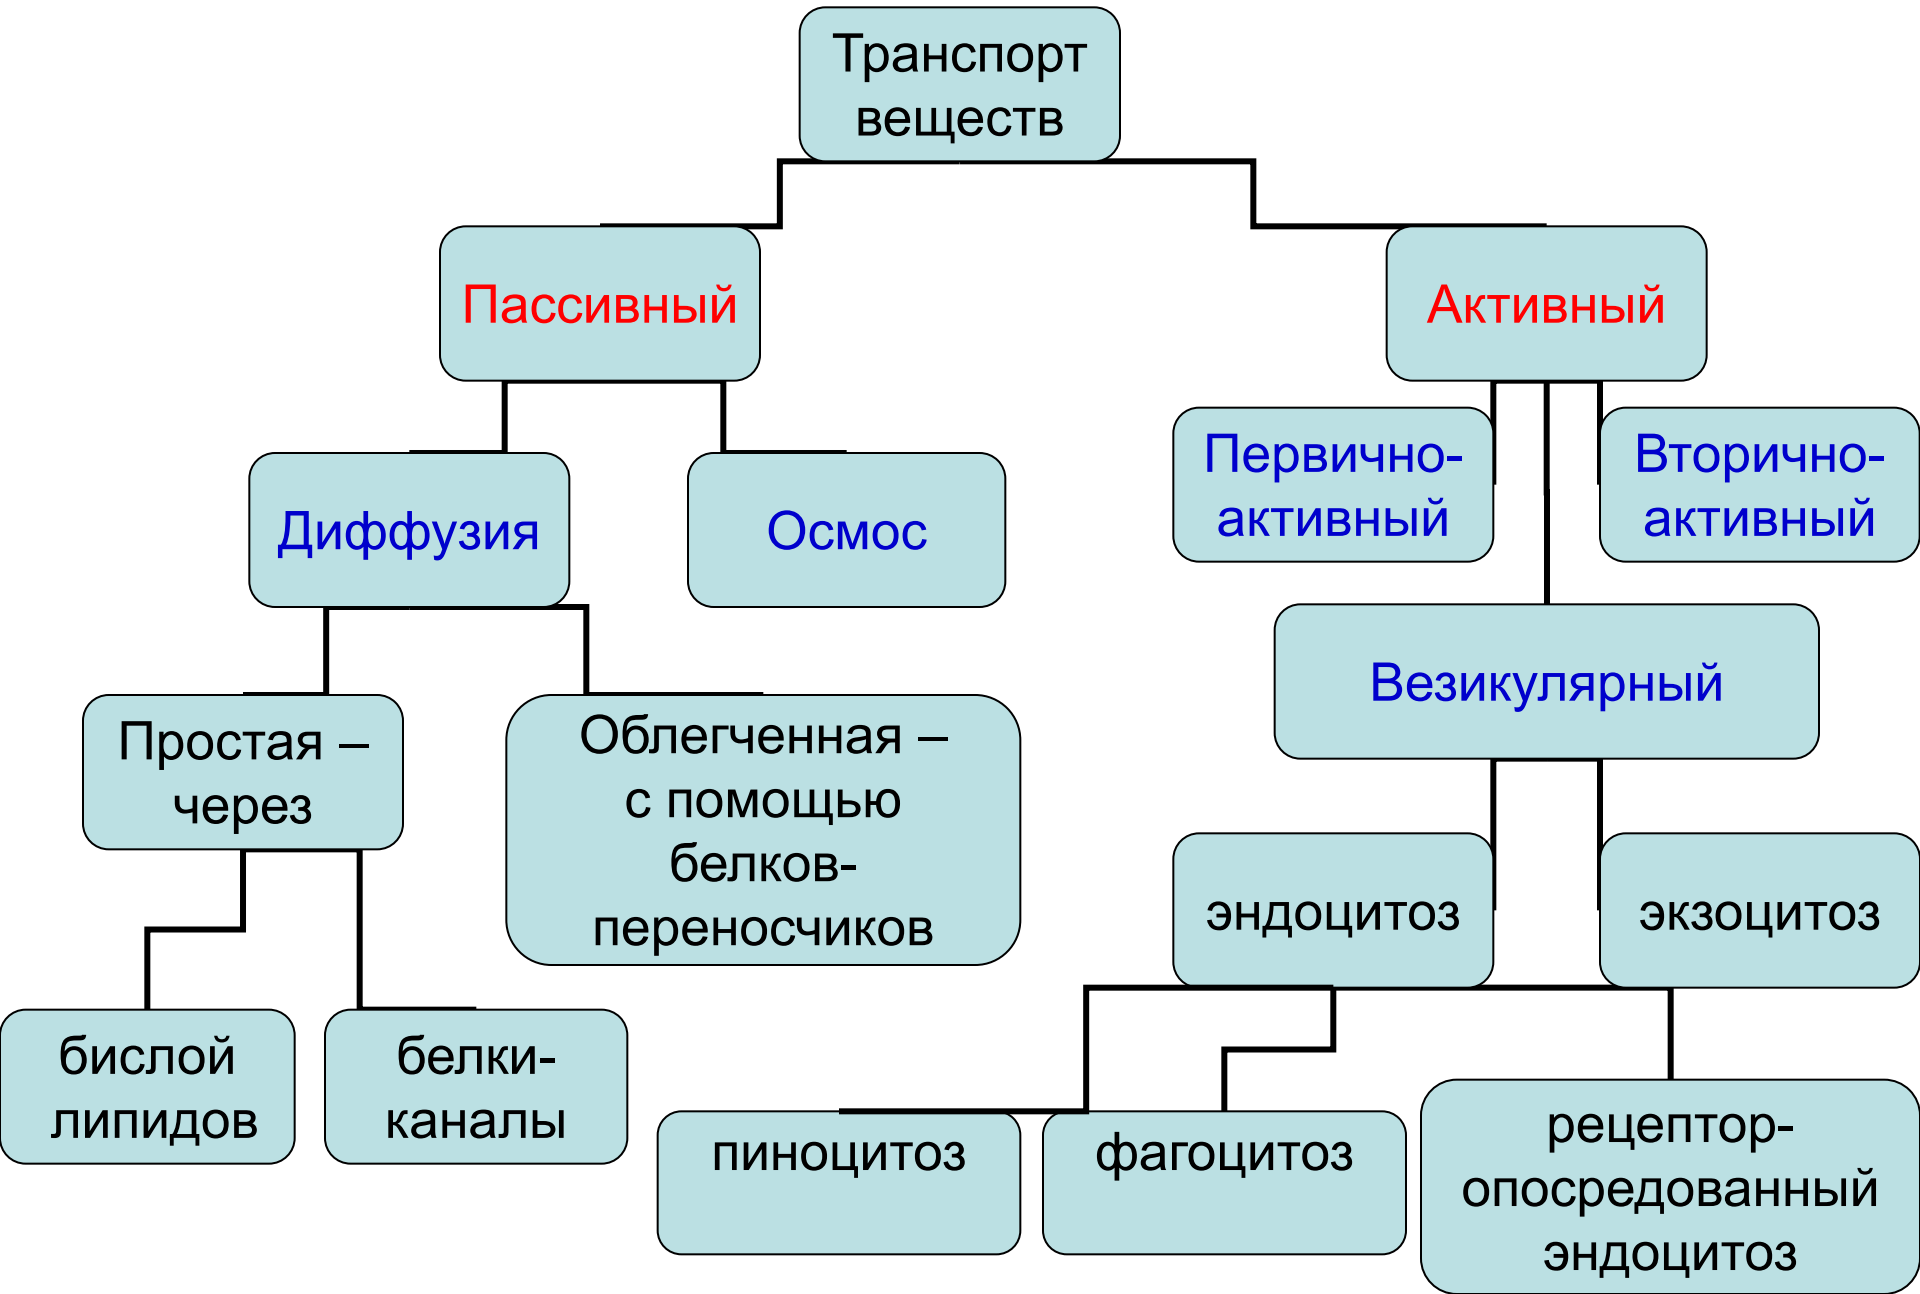 Транспорт
веществ
Пассивный
Активный
Первично-
активный
Вторично-
активный
Диффузия
Осмос
Везикулярный
Простая –
через
Облегченная –
с помощью
белков-
переносчиков
эндоцитоз
экзоцитоз
бислой
липидов
белки-
каналы
пиноцитоз
фагоцитоз
рецептор-
опосредованный
эндоцитоз